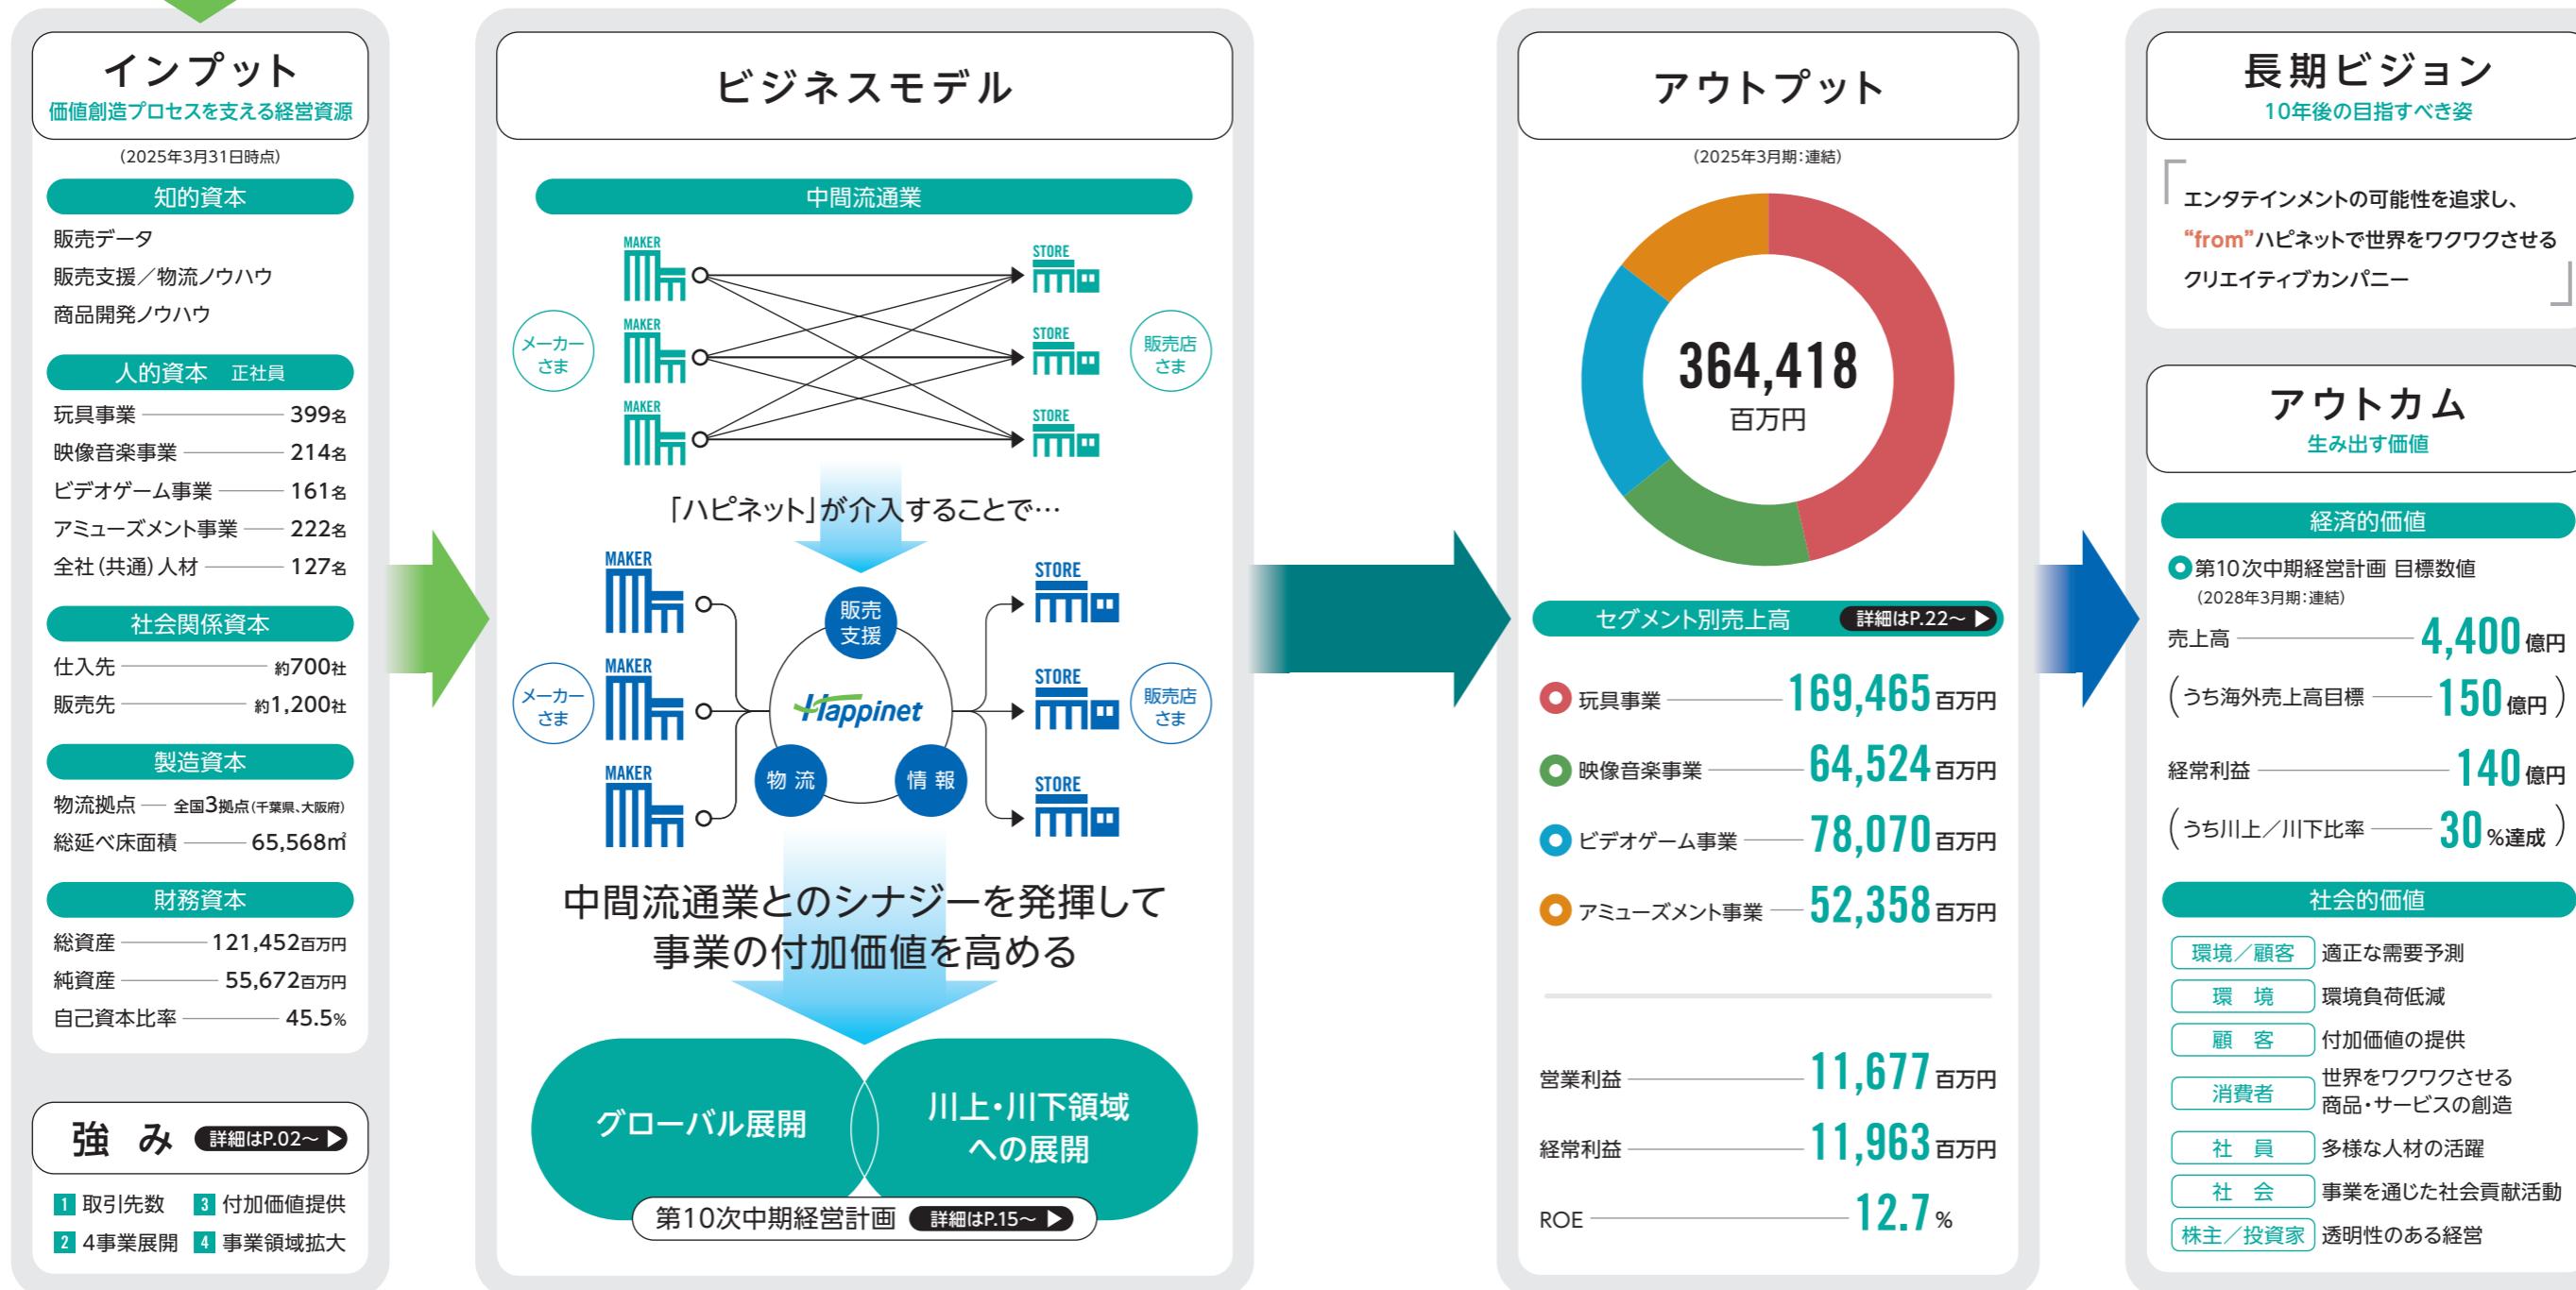 インプット
価値創造プロセスを支える経営資源
（2025年3月31日時点）
知的資本
販売データ
販売支援／物流ノウハウ
商品開発ノウハウ
人的資本 正社員
玩具事業 399名
映像音楽事業 214名
ビデオゲーム事業 161名
アミューズメント事業 222名
全社（共通）人材 127名
社会関係資本
仕入先 約700社
販売先 約1,200社
製造資本
物流拠点 全国3拠点（千葉県、大阪府）
総延べ床面積 65,568㎡
財務資本
総資産 121,452百万円
純資産 55,672百万円
自己資本比率 45.5%
強み 詳細はP.02～ ▶
1 取引先数 3 付加価値提供
2 4事業展開 4 事業領域拡大
ビジネスモデル
中間流通業
MAKER STORE
MAKER STORE
メーカーさま 販売店さま
MAKER STORE
「ハピネット」が介入することで…
MAKER STORE
販売支援
MAKER STORE
メーカーさま Happinet 販売店さま
MAKER STORE
物流 情報
中間流通業とのシナジーを発揮して
事業の付加価値を高める
グローバル展開
川上・川下領域
への展開
第10次中期経営計画 詳細はP.15～ ▶
アウトプット
（2025年3月期：連結）
364,418
百万円
セグメント別売上高 詳細はP.22～ ▶
玩具事業 169,465百万円
映像音楽事業 64,524百万円
ビデオゲーム事業 78,070百万円
アミューズメント事業 52,358百万円
営業利益 11,677百万円
経常利益 11,963百万円
ROE 12.7%
長期ビジョン
10年後の目指すべき姿
「エンタテインメントの可能性を追求し、
“from”ハピネットで世界をワクワクさせる
クリエイティブカンパニー」
アウトカム
生み出す価値
経済的価値
第10次中期経営計画 目標数値
（2028年3月期：連結）
売上高 4,400億円
（うち海外売上高目標 150億円）
経常利益 140億円
（うち川上／川下比率 30%達成）
社会的価値
環境／顧客 適正な需要予測
環境 環境負荷低減
顧客 付加価値の提供
消費者 世界をワクワクさせる
商品・サービスの創造
社員 多様な人材の活躍
社会 事業を通じた社会貢献活動
株主／投資家 透明性のある経営